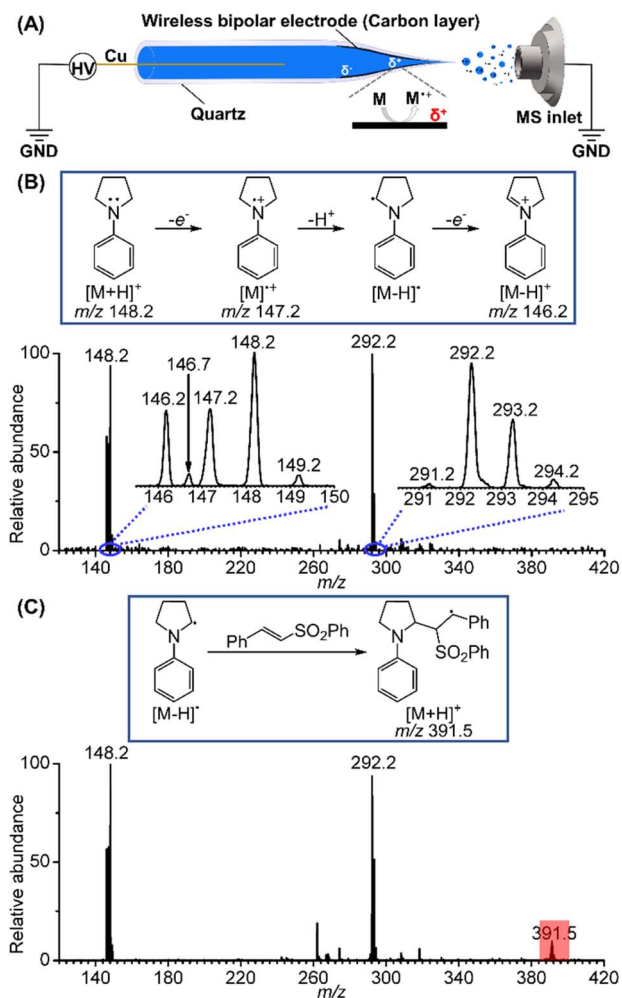 (A)
Wireless bipolar electrode (Carbon layer)
HV
Cu
δ-
δ+
Quartz
M
M•+
δ+
MS inlet
GND
GND
(B)
N
-e-
N
-H+
N
-e-
N
[M+H]+
[M]•+
[M-H]•
[M-H]+
m/z 148.2
m/z 147.2
m/z 146.2
Relative abundance
100
50
0
148.2
146.2
146.7
147.2
148.2
149.2
146 147 148 149 150
292.2
292.2
293.2
291.2
294.2
291 292 293 294 295
140 180 220 260 300 340 380 420
m/z
(C)
N
Ph
SO2Ph
N
Ph
SO2Ph
[M-H]•
[M+H]+
m/z 391.5
Relative abundance
100
50
0
148.2
292.2
391.5
140 180 220 260 300 340 380 420
m/z